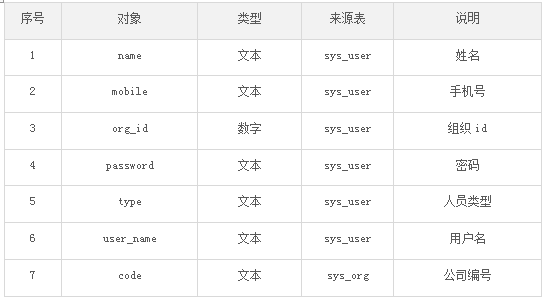 序号 对象 类型 来源表 说明
1 name 文本 sys_user 姓名
2 mobile 文本 sys_user 手机号
3 org_id 数字 sys_user 组织 id
4 password 文本 sys_user 密码
5 type 文本 sys_user 人员类型
6 user_name 文本 sys_user 用户名
7 code 文本 sys_org 公司编号